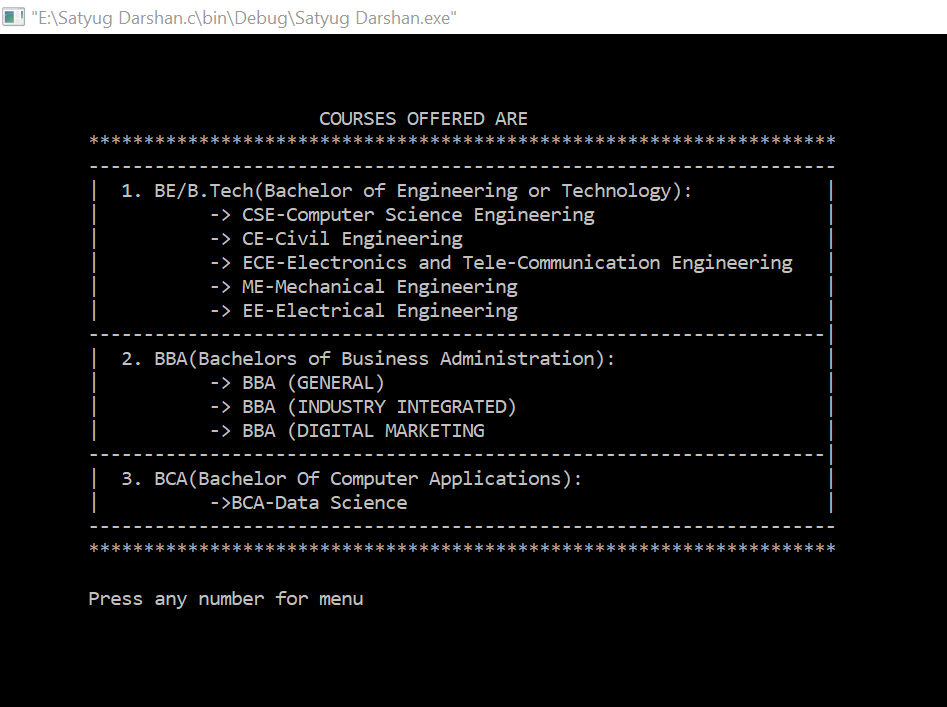 "E:\Satyug Darshan.c\bin\Debug\Satyug Darshan.exe"
COURSES OFFERED ARE
********************************************************************
--------------------------------------------------------------------
|  1. BE/B.Tech(Bachelor of Engineering or Technology):            |
|          -> CSE-Computer Science Engineering                     |
|          -> CE-Civil Engineering                                 |
|          -> ECE-Electronics and Tele-Communication Engineering   |
|          -> ME-Mechanical Engineering                            |
|          -> EE-Electrical Engineering                            |
-------------------------------------------------------------------|
|  2. BBA(Bachelors of Business Administration):                   |
|          -> BBA (GENERAL)                                        |
|          -> BBA (INDUSTRY INTEGRATED)                            |
|          -> BBA (DIGITAL MARKETING                               |
-------------------------------------------------------------------|
|  3. BCA(Bachelor Of Computer Applications):                      |
|          ->BCA-Data Science                                      |
--------------------------------------------------------------------
********************************************************************
Press any number for menu